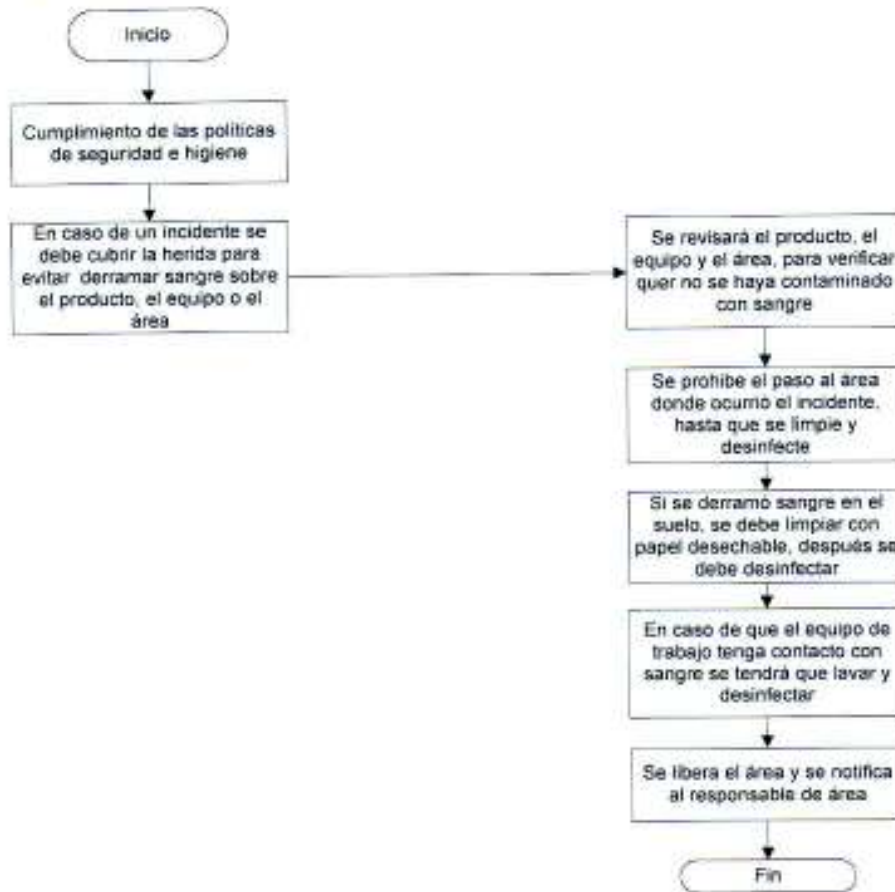 Inicio
Cumplimiento de las políticas
de seguridad e higiene
En caso de un incidente se
debe cubrir la herida para
evitar derramar sangre sobre
el producto, el equipo o el
área
Se revisará el producto, el
equipo y el área, para verificar
quer no se haya contaminado
con sangre
Se prohibe el paso al área
donde ocurrió el incidente,
hasta que se limpie y
desinfecte
Si se derramó sangre en el
suelo, se debe limpiar con
papel desechable, después se
debe desinfectar
En caso de que el equipo de
trabajo tenga contacto con
sangre se tendrá que lavar y
desinfectar
Se libera el área y se notifica
al responsable de área
Fin